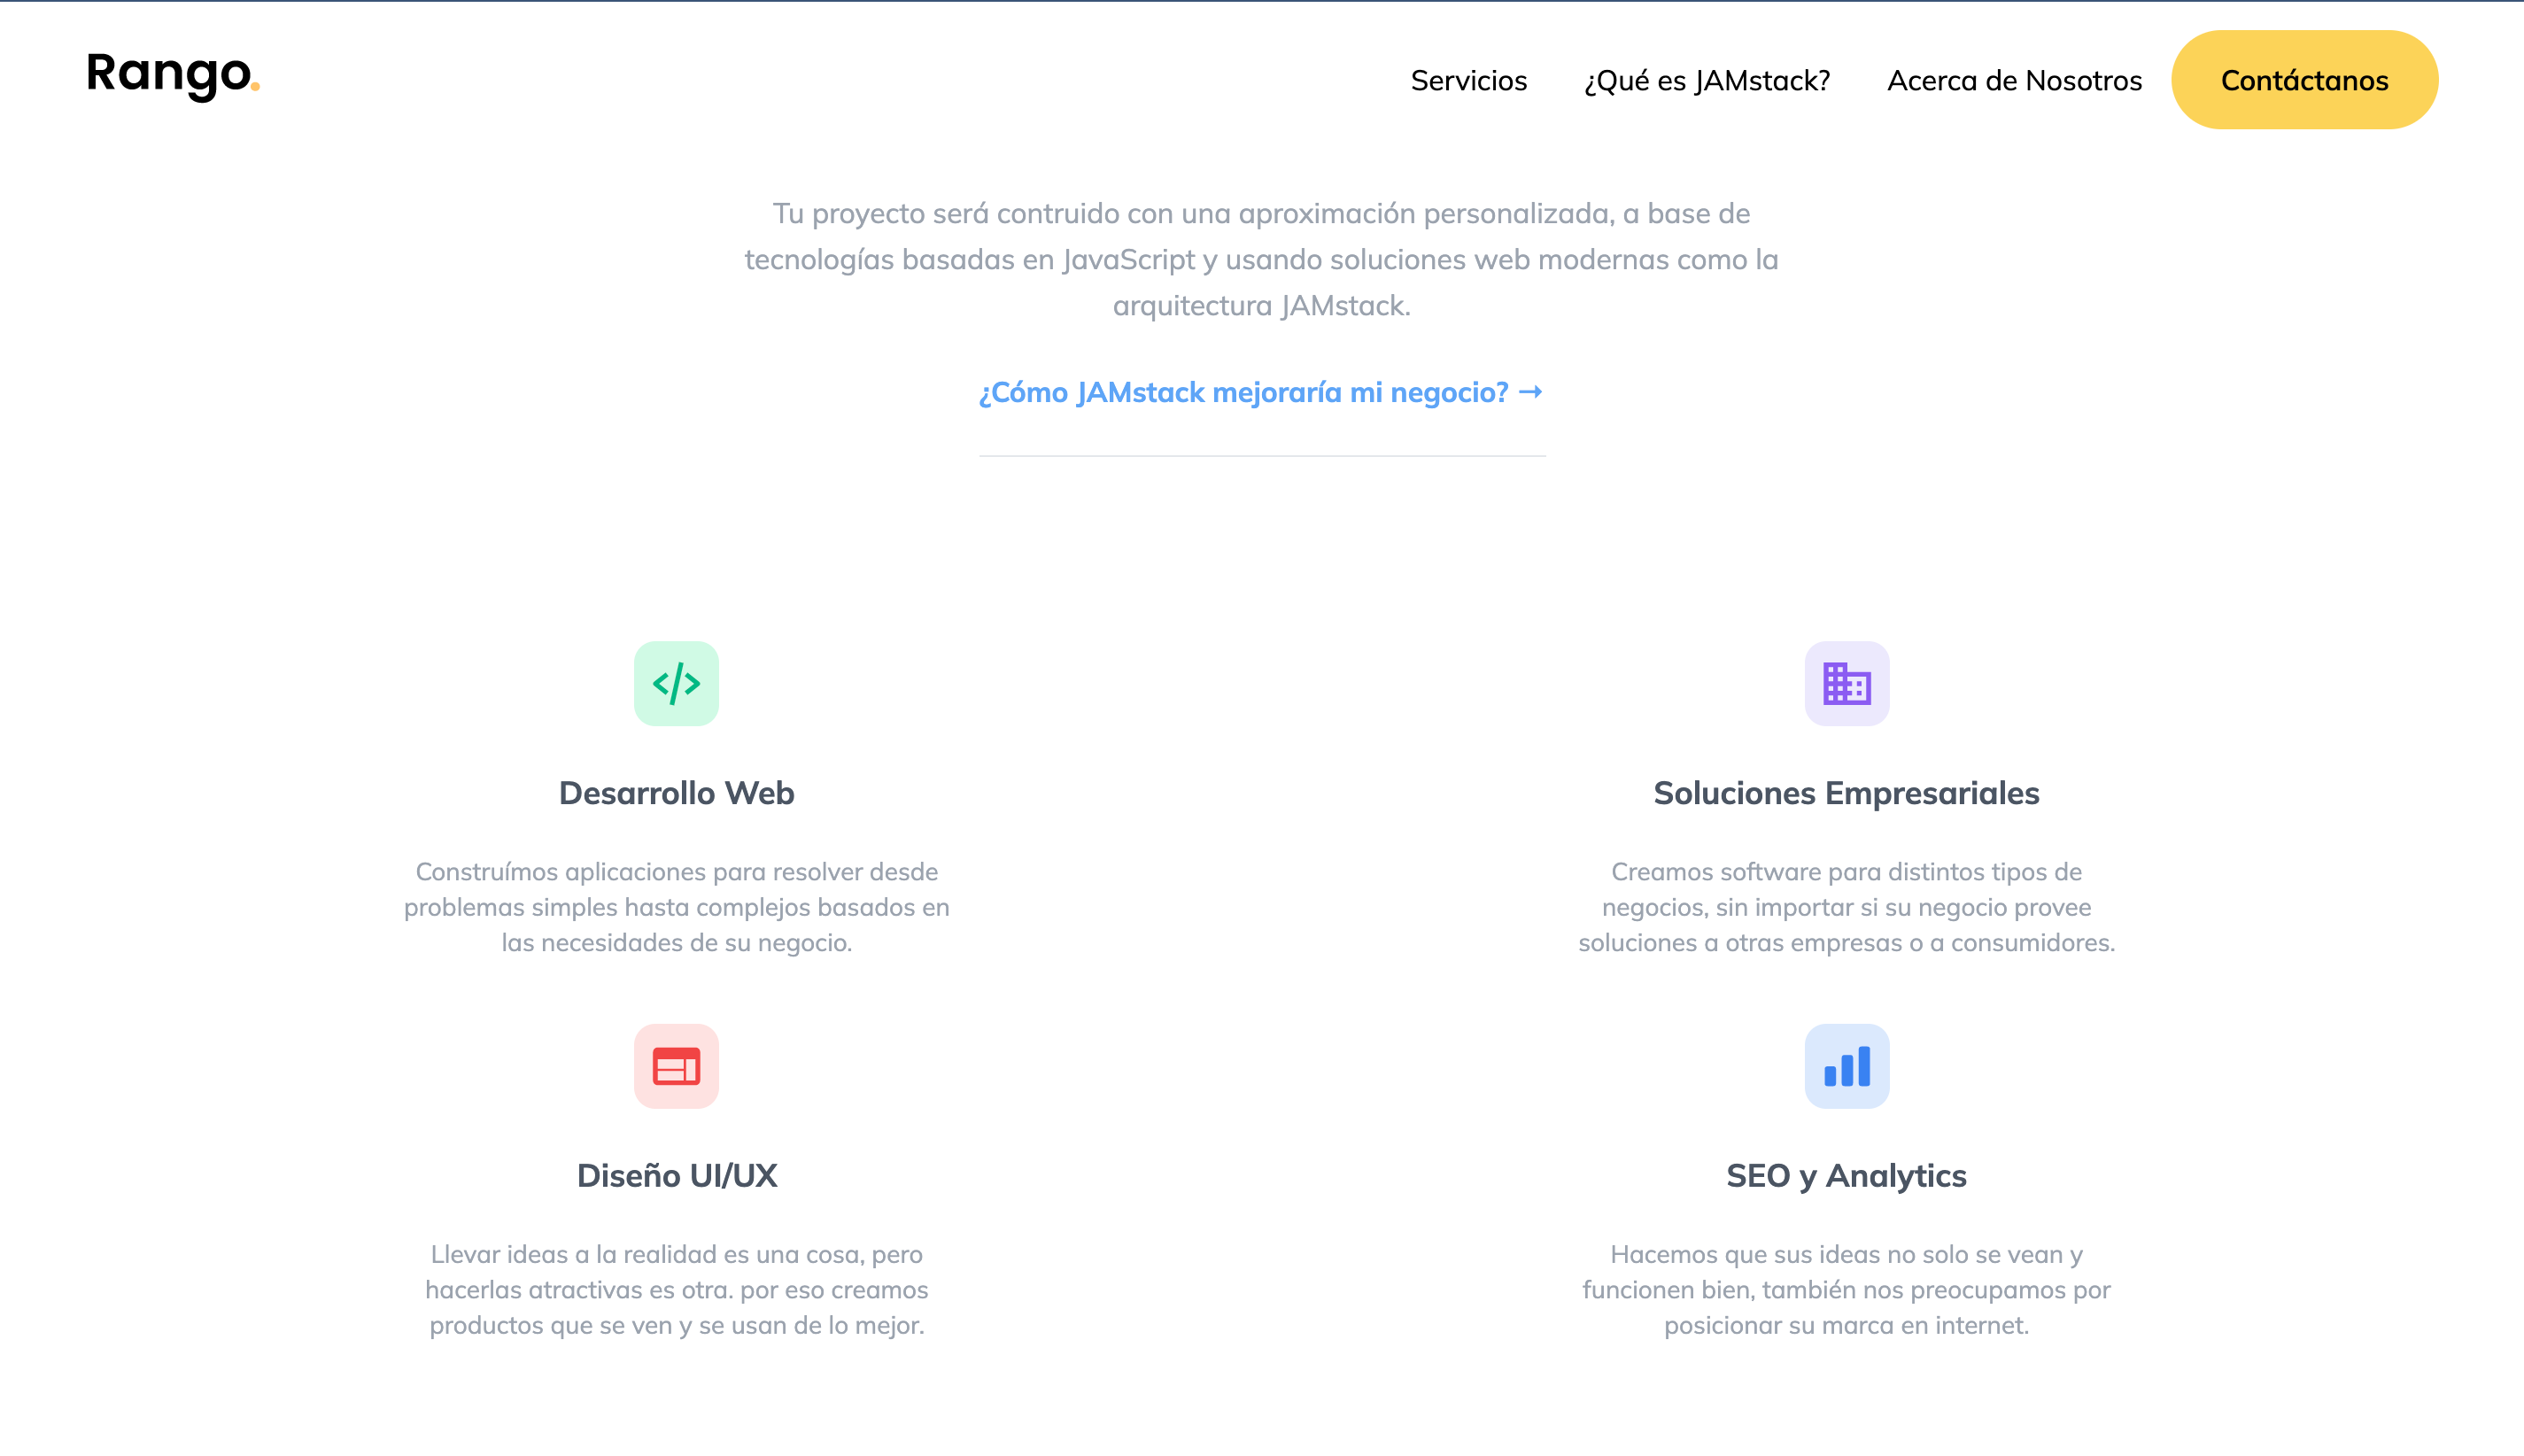 Rango.
Servicios
¿Qué es JAMstack?
Acerca de Nosotros
Contáctanos
Tu proyecto será contruido con una aproximación personalizada, a base de
tecnologías basadas en JavaScript y usando soluciones web modernas como la
arquitectura JAMstack.
¿Cómo JAMstack mejoraría mi negocio? →
Desarrollo Web
Construímos aplicaciones para resolver desde
problemas simples hasta complejos basados en
las necesidades de su negocio.
Soluciones Empresariales
Creamos software para distintos tipos de
negocios, sin importar si su negocio provee
soluciones a otras empresas o a consumidores.
Diseño UI/UX
Llevar ideas a la realidad es una cosa, pero
hacerlas atractivas es otra. por eso creamos
productos que se ven y se usan de lo mejor.
SEO y Analytics
Hacemos que sus ideas no solo se vean y
funcionen bien, también nos preocupamos por
posicionar su marca en internet.